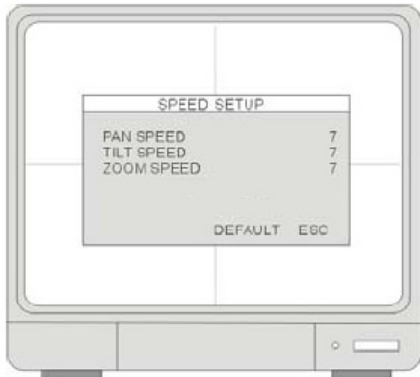 SPEED SETUP
PAN SPEED 7
TILT SPEED 7
ZOOM SPEED 7
DEFAULT ESC